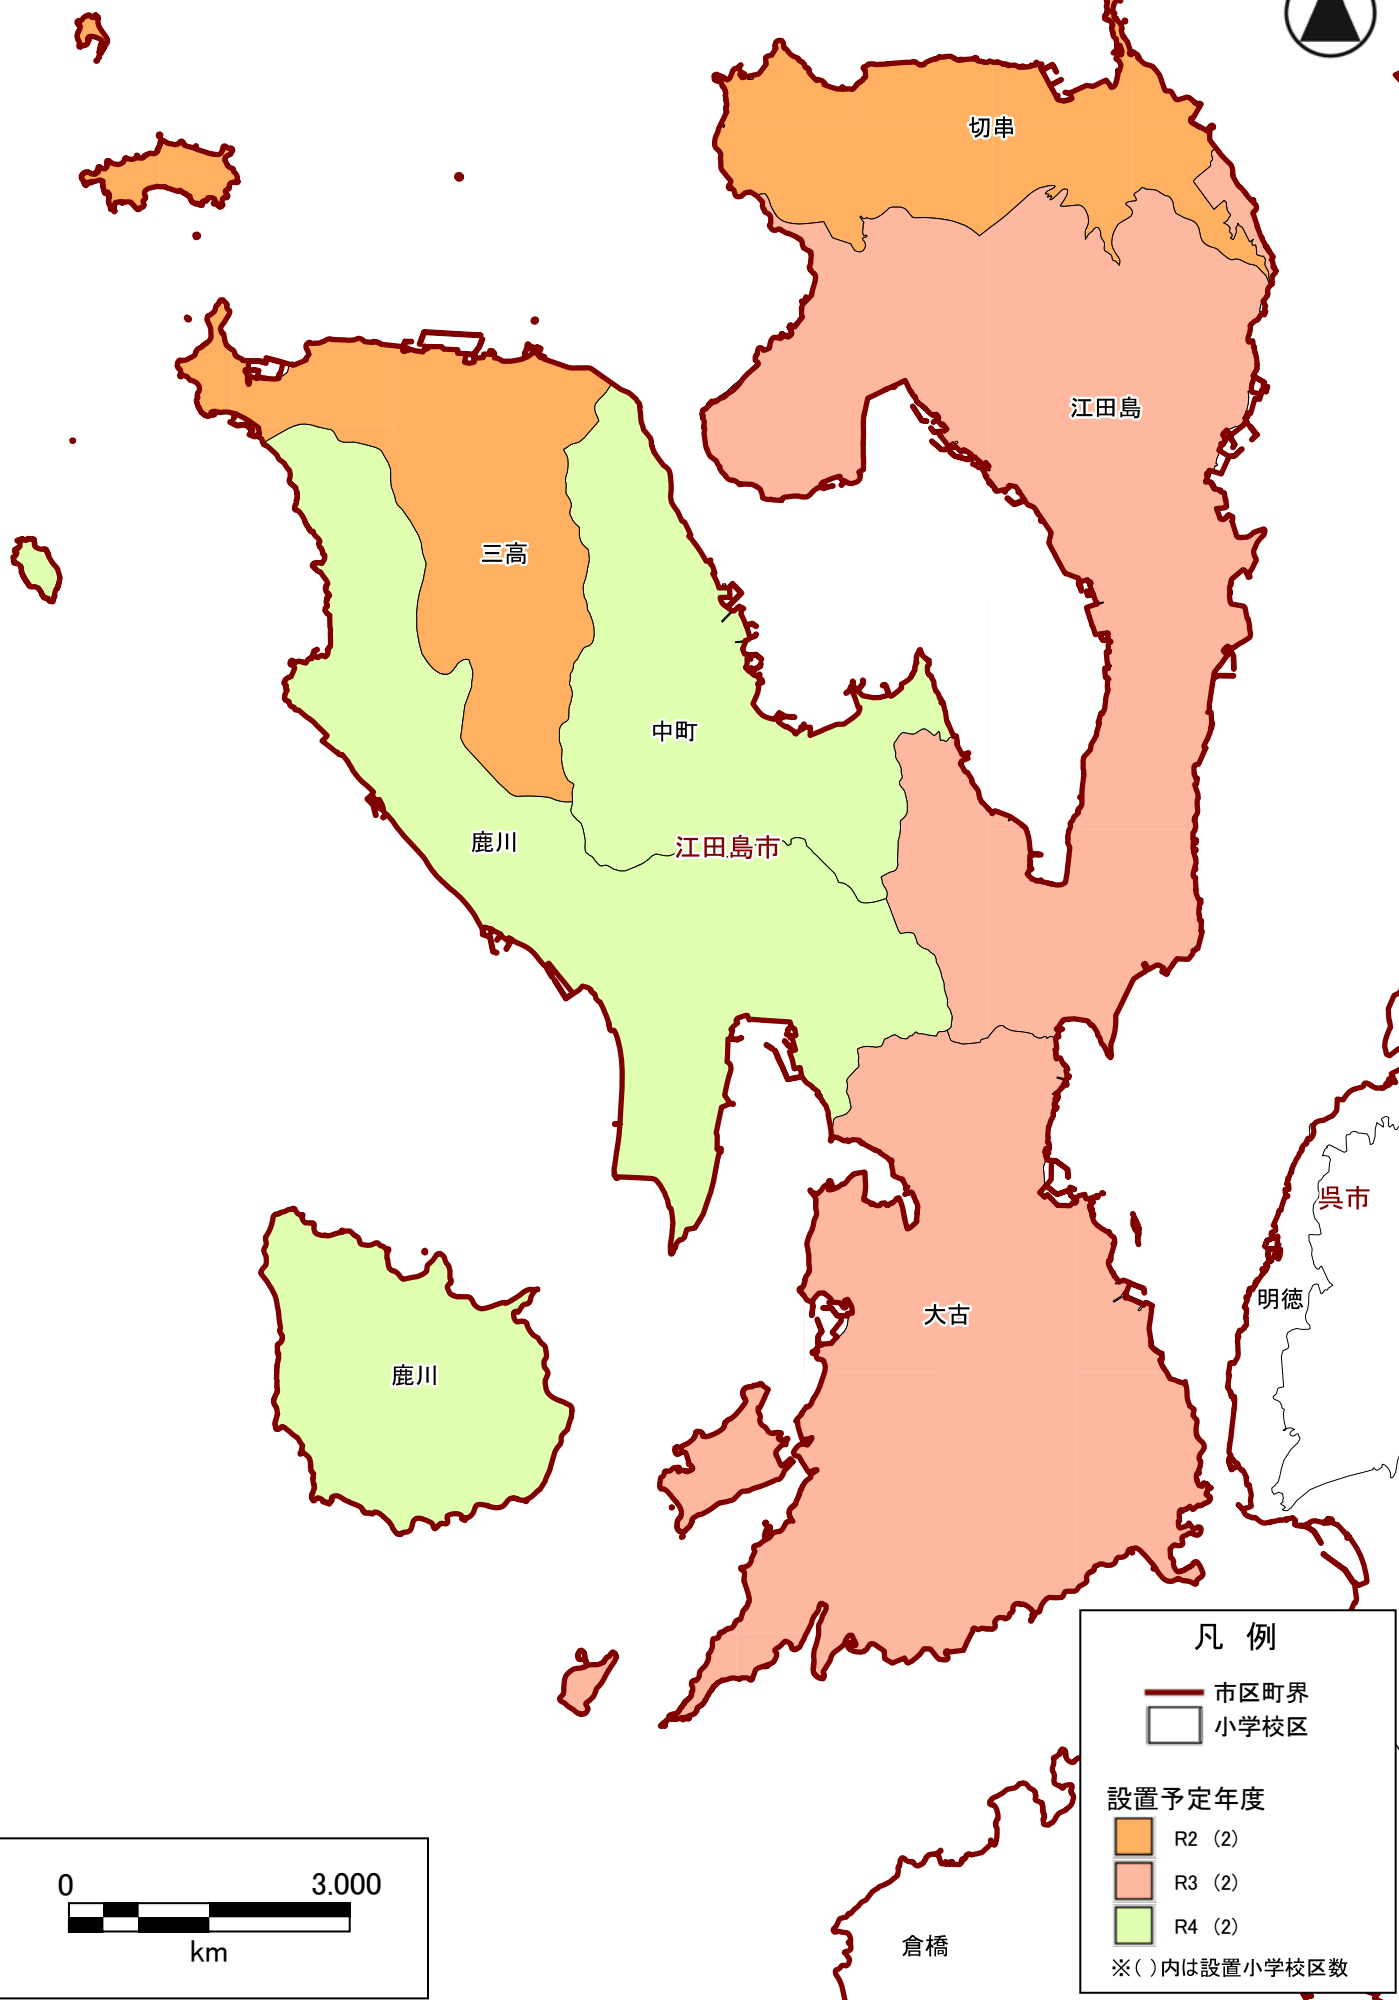 切串
江田島
三高
中町
江田島市
鹿川
呉市
明徳
大古
鹿川
凡 例
市区町界
小学校区
設置予定年度
R2 (2)
R3 (2)
R4 (2)
※( )内は設置小学校区数
0 3.000
km
倉橋